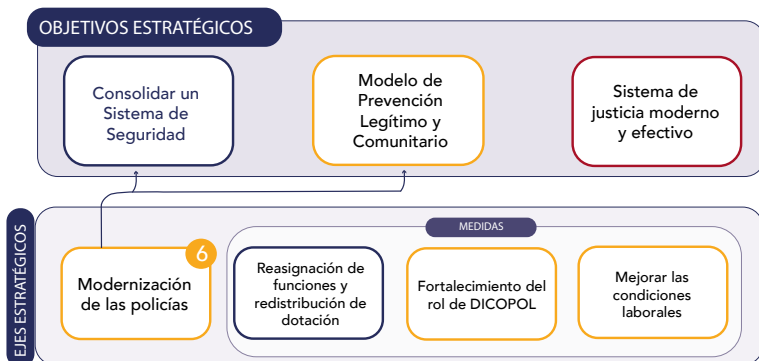 OBJETIVOS ESTRATÉGICOS
Consolidar un
Sistema de
Seguridad
Modelo de
Prevención
Legítimo y
Comunitario
Sistema de
justicia moderno
y efectivo
EJES ESTRATÉGICOS
6
Modernización
de las policías
MEDIDAS
Reasignación de
funciones y
redistribución de
dotación
Fortalecimiento del
rol de DICOPOL
Mejorar las
condiciones
laborales